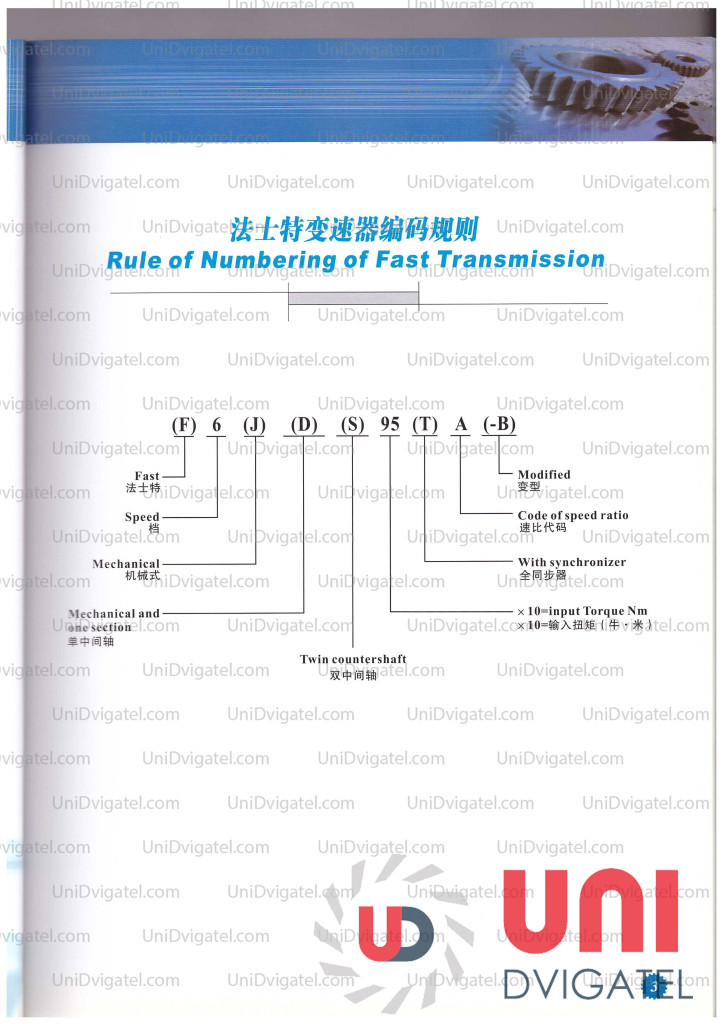 法士特变速器编码规则
Rule of Numbering of Fast Transmission
(F) 6 (J) (D) (S) 95 (T) A (-B)
Fast
法士特
Speed
档
Mechanical
机械式
Mechanical and
one section
单中间轴
Twin countershaft
双中间轴
Modified
变型
Code of speed ratio
速比代码
With synchronizer
全同步器
×10=input Torque Nm
×10=输入扭矩(牛·米)
UD
UNI
DVIGATEL
3
UniDvigatel.com